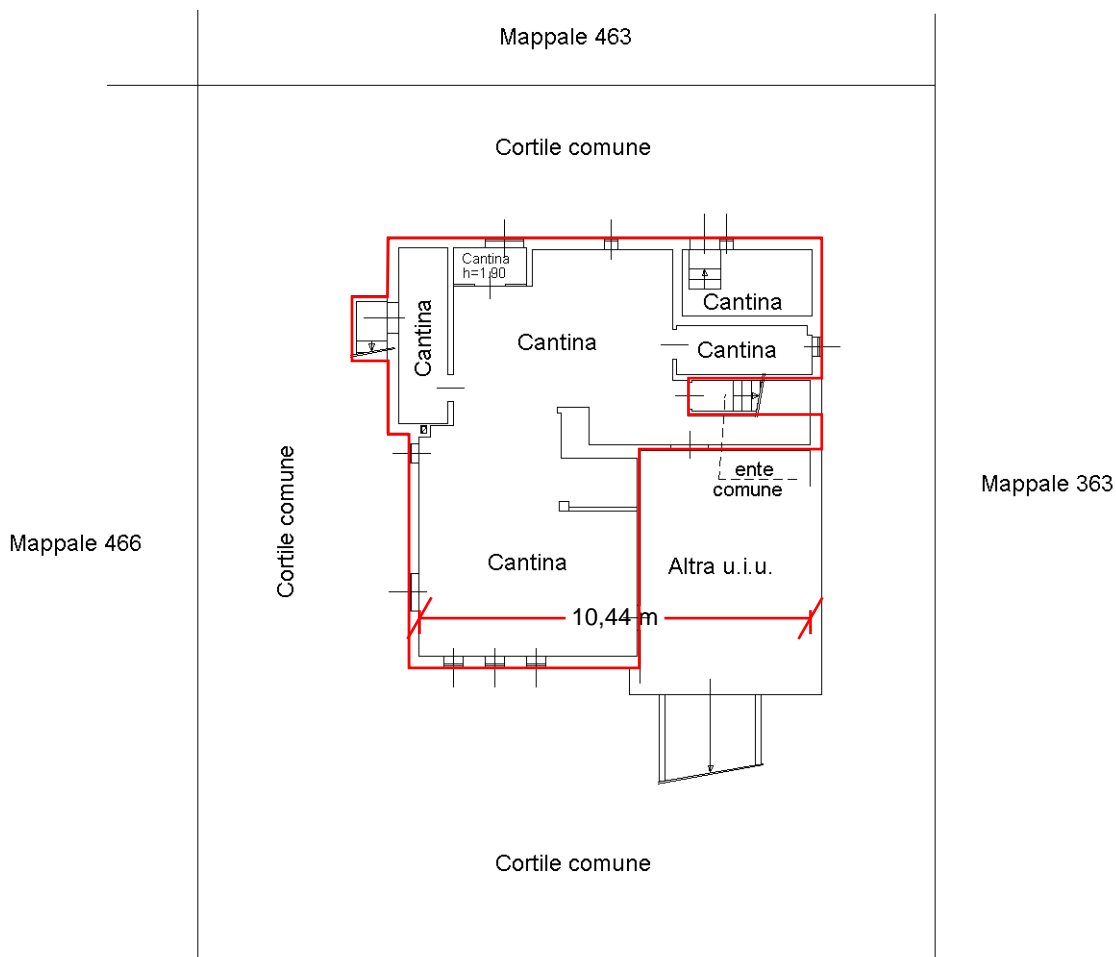 Mappale 463
Cortile comune
Cantina
h=1.90
Cantina
Cantina
Cantina
Cantina
ente
comune
Mappale 363
Cortile comune
Mappale 466
Cantina
Altra u.i.u.
10,44 m
Cortile comune